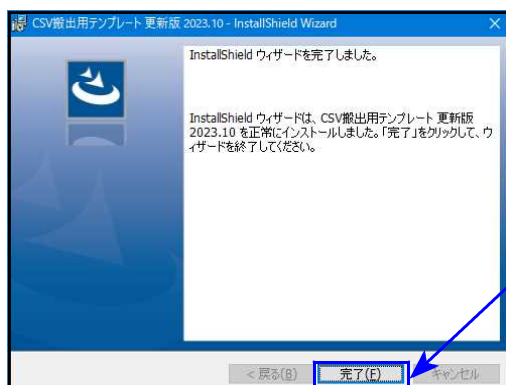 CSV搬出用テンプレート 更新版 2023.10 - InstallShield Wizard
InstallShield ウィザードを完了しました。
InstallShield ウィザードは、CSV搬出用テンプレート 更新版
2023.10 を正常にインストールしました。「完了」をクリックして、ウ
ィザードを終了してください。
< 戻る(B)
完了(F)
キャンセル